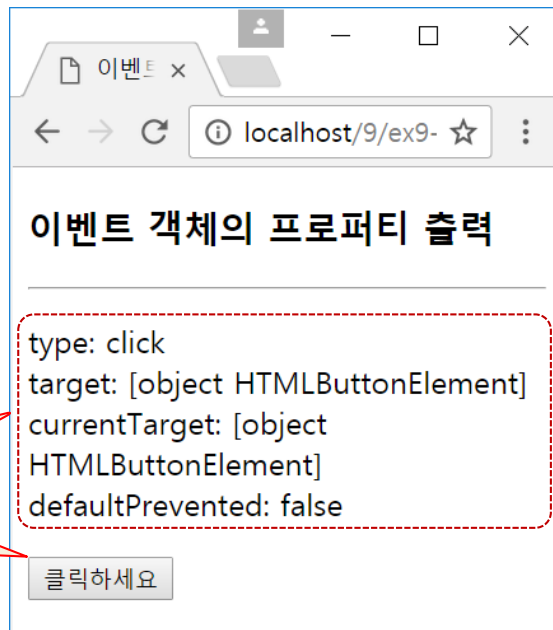 이벤트
localhost/9/ex9-
이벤트 객체의 프로퍼티 출력
type: click
target: [object HTMLButtonElement]
currentTarget: [object
HTMLButtonElement]
defaultPrevented: false
클릭하세요